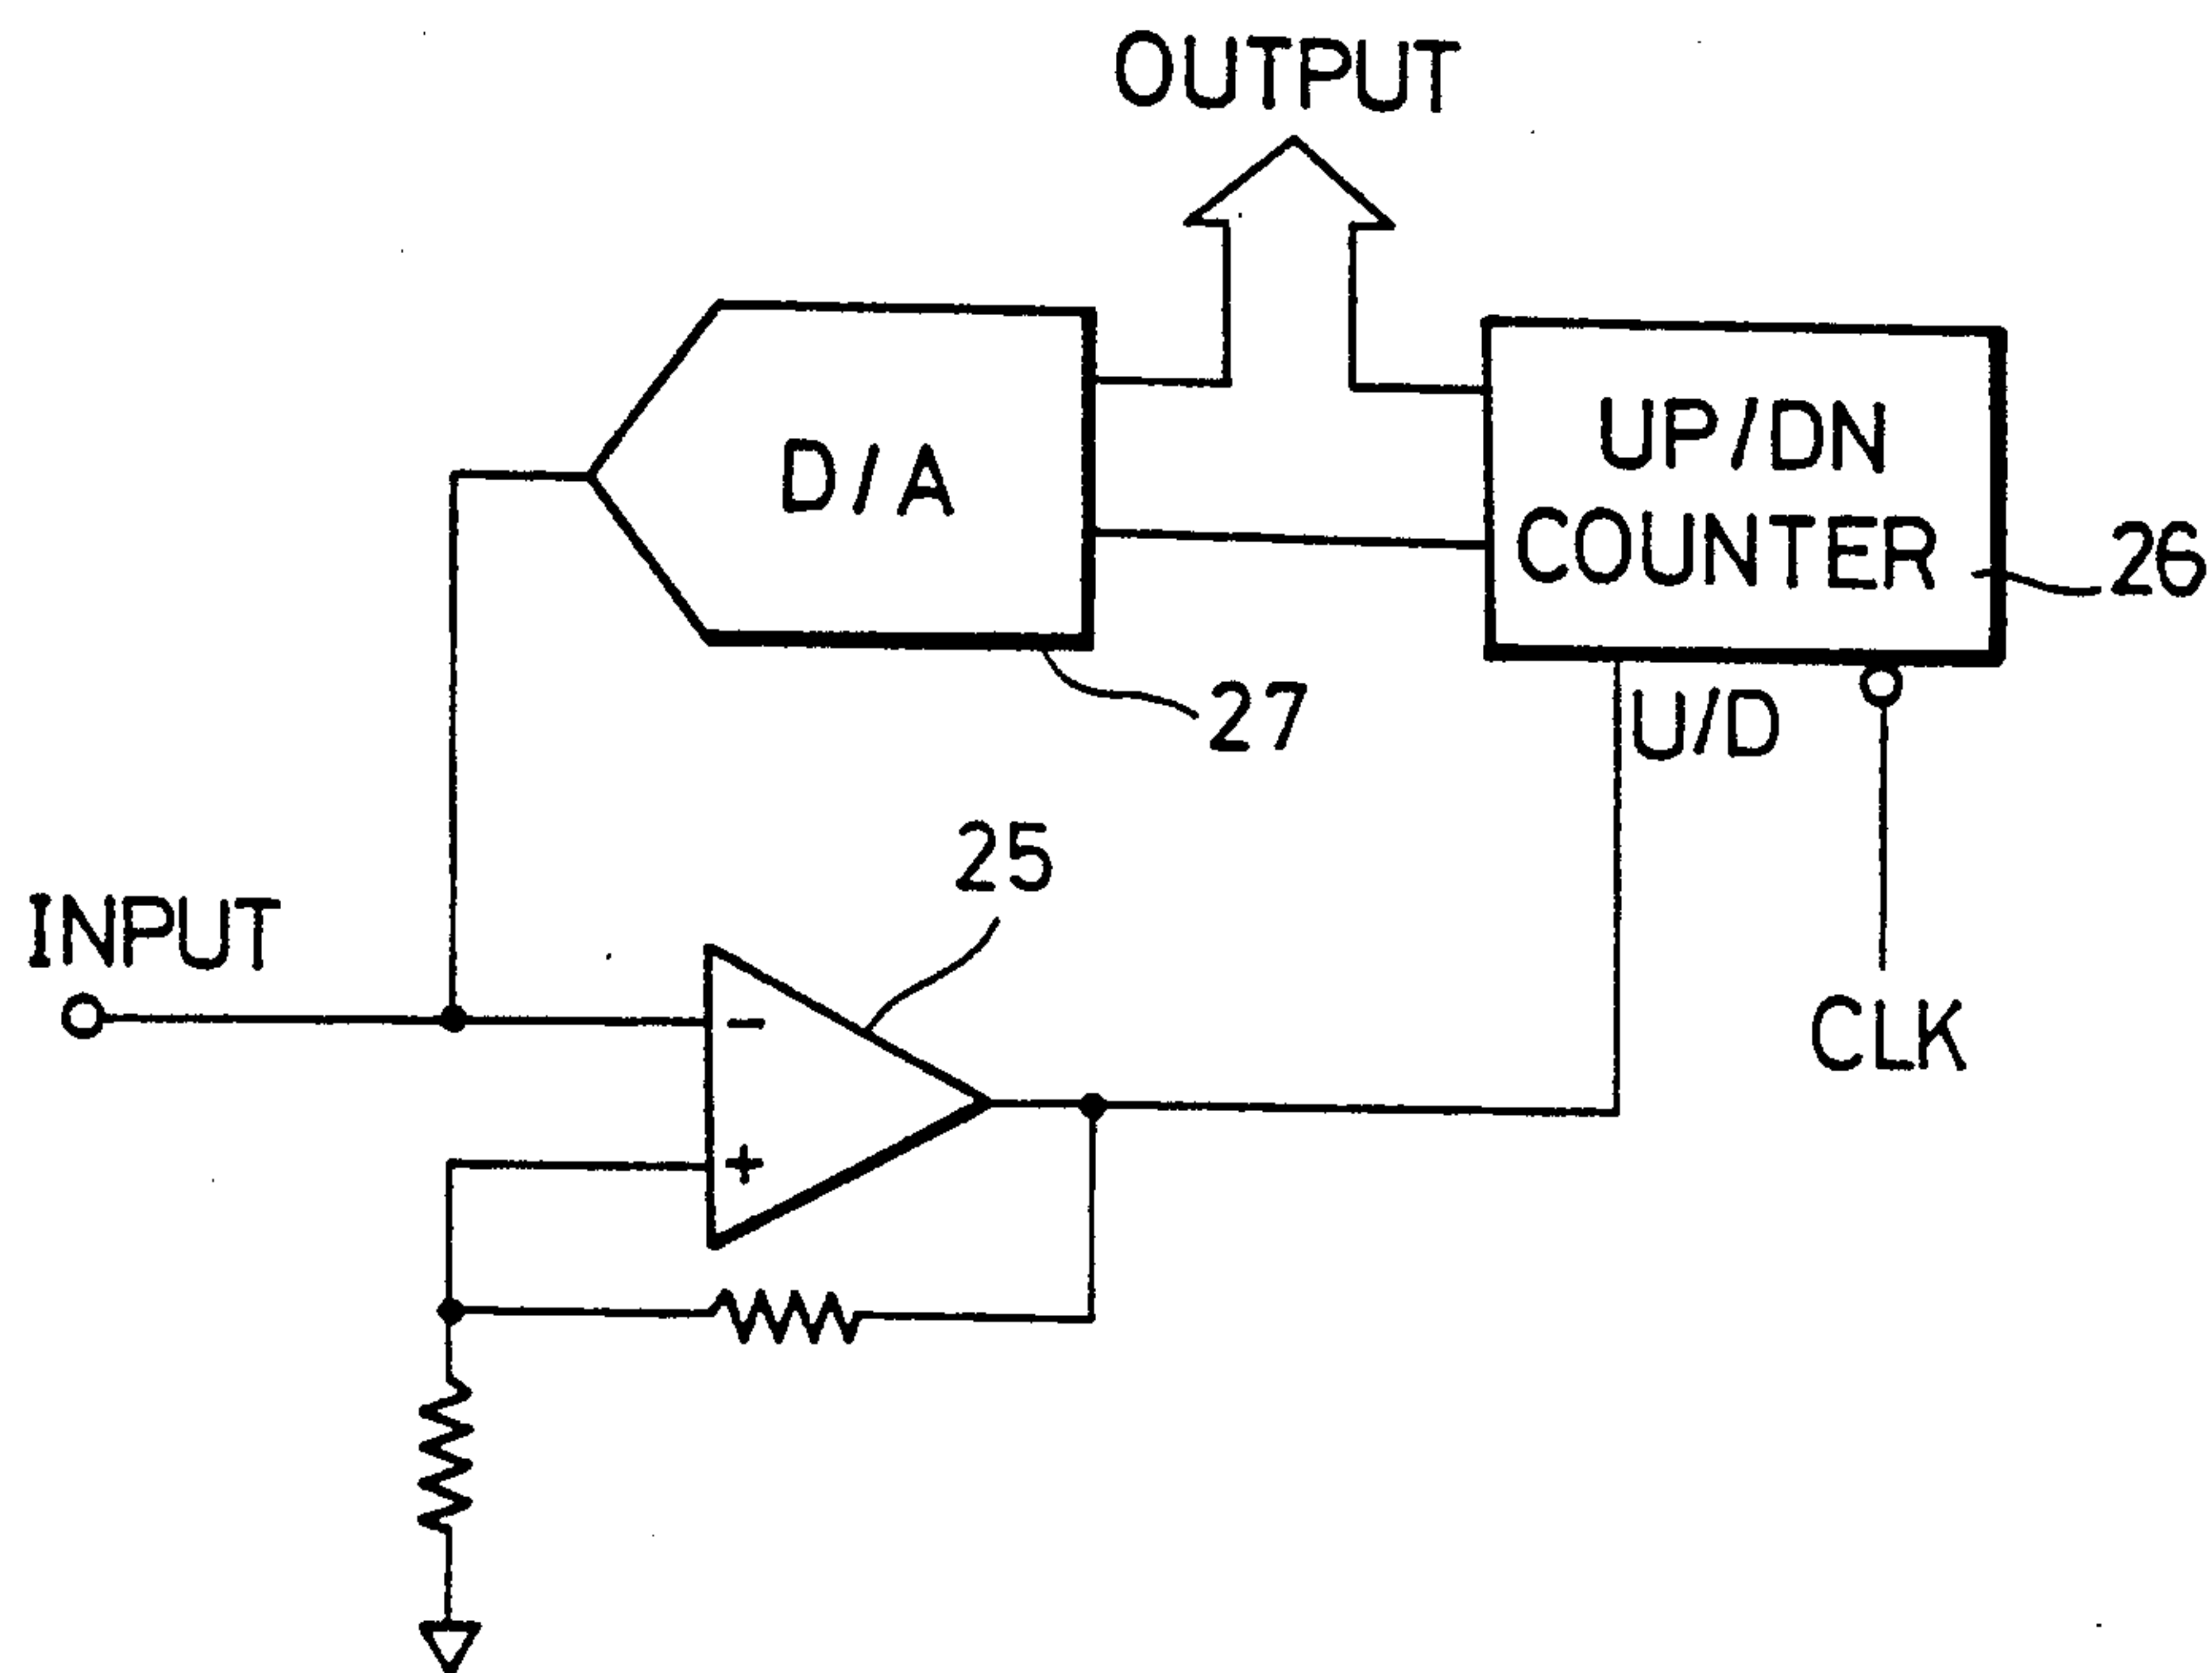 OUTPUT
D/A
UP/DN
COUNTER
26
27
U/D
25
INPUT
-
CLK
+